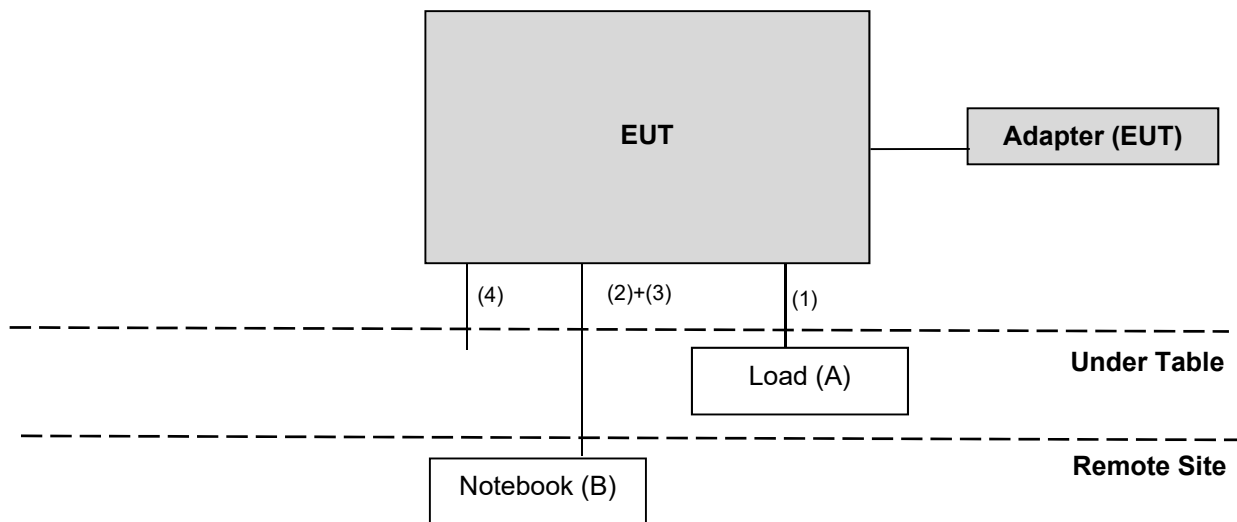 EUT
Adapter (EUT)
(4)
(2)+(3)
(1)
Under Table
Load (A)
Remote Site
Notebook (B)